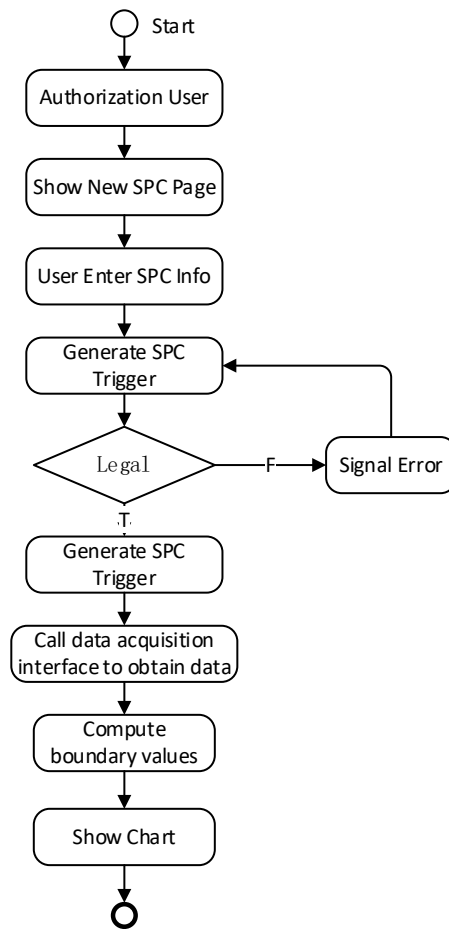 Start
Authorization User
Show New SPC Page
User Enter SPC Info
Generate SPC
Trigger
Legal
F
Signal Error
T
Generate SPC
Trigger
Call data acquisition
interface to obtain data
Compute
boundary values
Show Chart